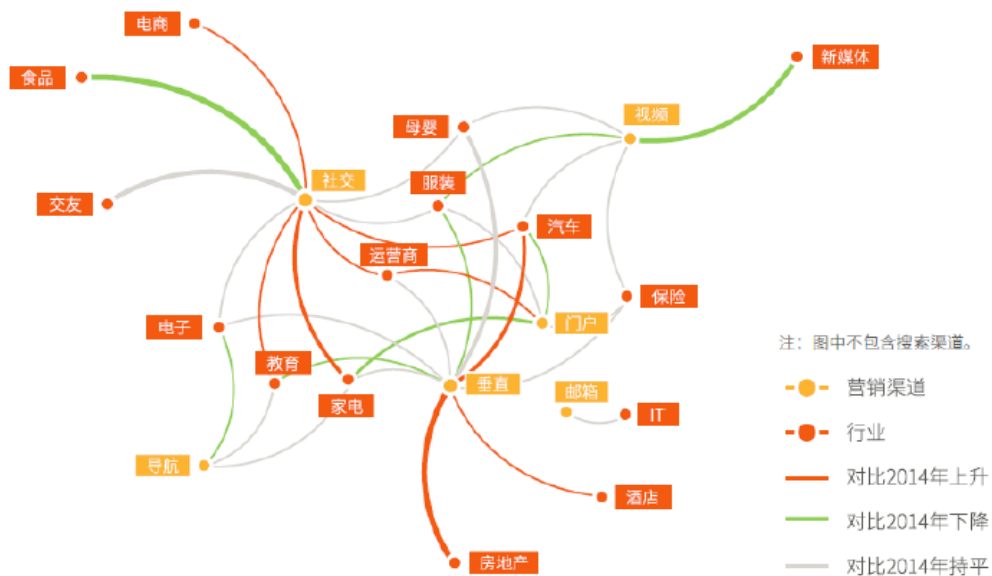 电商
食品
新媒体
视频
母婴
社交
服装
交友
汽车
运营商
保险
电子
门户
注：图中不包含搜索渠道。
教育
垂直
邮箱
营销渠道
家电
IT
行业
导航
对比2014年上升
酒店
对比2014年下降
房地产
对比2014年持平